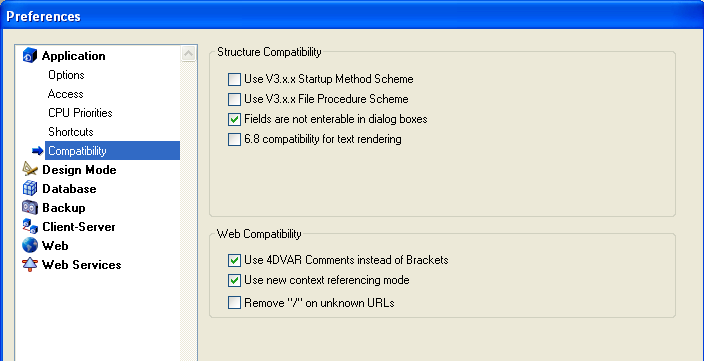 Preferences
Application
Options
Access
CPU Priorities
Shortcuts
Compatibility
Design Mode
Database
Backup
Client-Server
Web
Web Services
Structure Compatibility
Use V3.x.x Startup Method Scheme
Use V3.x.x File Procedure Scheme
Fields are not enterable in dialog boxes
6.8 compatibility for text rendering
Web Compatibility
Use 4DVAR Comments instead of Brackets
Use new context referencing mode
Remove "/" on unknown URLs